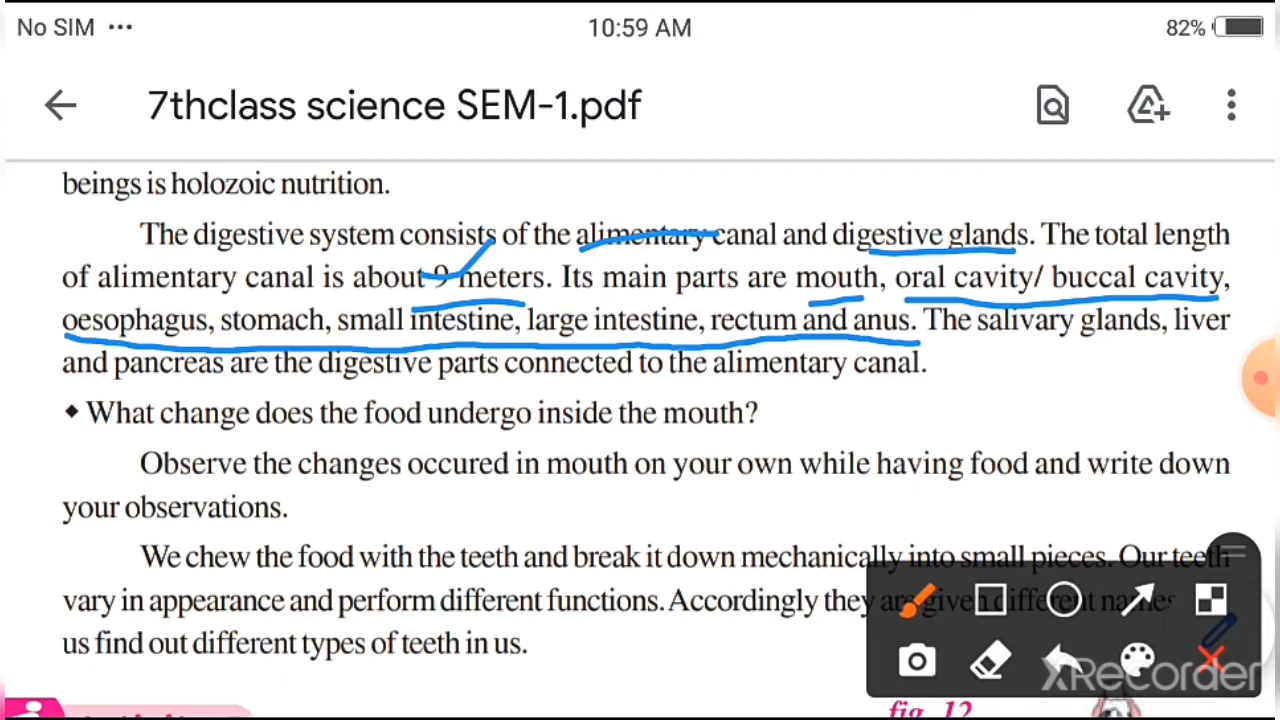 No SIM ••• 10:59 AM 82%
7thclass science SEM-1.pdf
beings is holozoic nutrition.
The digestive system consists of the alimentary canal and digestive glands. The total length
of alimentary canal is about 9 meters. Its main parts are mouth, oral cavity/ buccal cavity,
oesophagus, stomach, small intestine, large intestine, rectum and anus. The salivary glands, liver
and pancreas are the digestive parts connected to the alimentary canal.
◆ What change does the food undergo inside the mouth?
Observe the changes occured in mouth on your own while having food and write down
your observations.
We chew the food with the teeth and break it down mechanically into small pieces. Our teeth
vary in appearance and perform different functions. Accordingly they are given different names
us find out different types of teeth in us.
XRecorder
fig 12